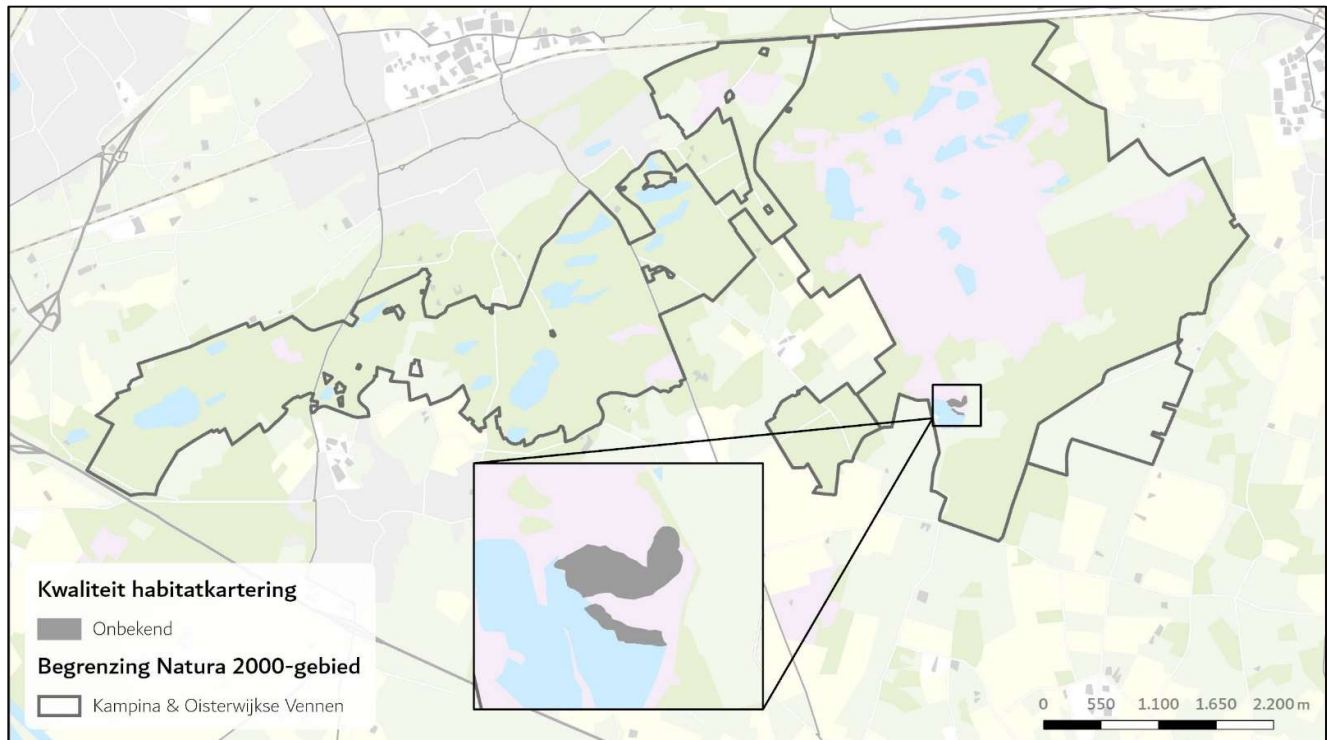 Kwaliteit habitatkartering
Onbekend
Begrenzing Natura 2000-gebied
Kampina & Oisterwijkse Vennen
0 550 1.100 1.650 2.200 m